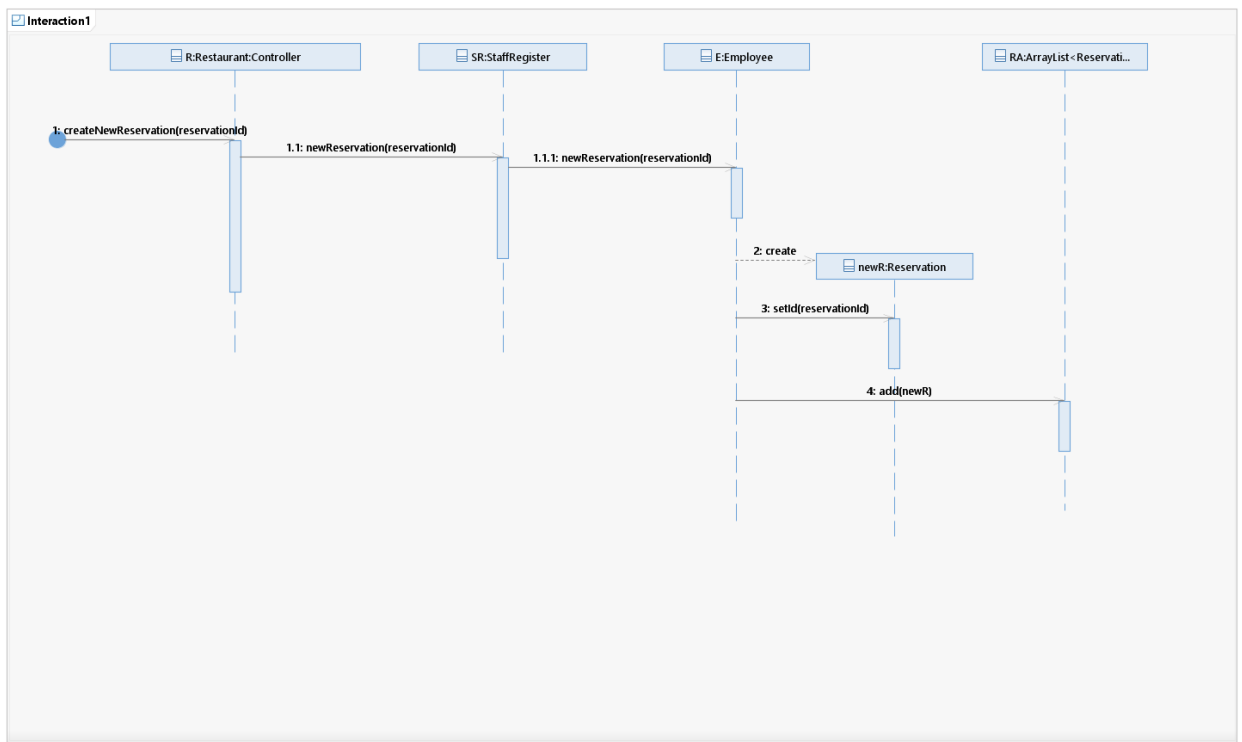 Interaction1
R:Restaurant:Controller
SR:StaffRegister
E:Employee
RA:ArrayList<Reservati...
1: createNewReservation(reservationId)
1.1: newReservation(reservationId)
1.1.1: newReservation(reservationId)
2: create
newR:Reservation
3: setId(reservationId)
4: add(newR)